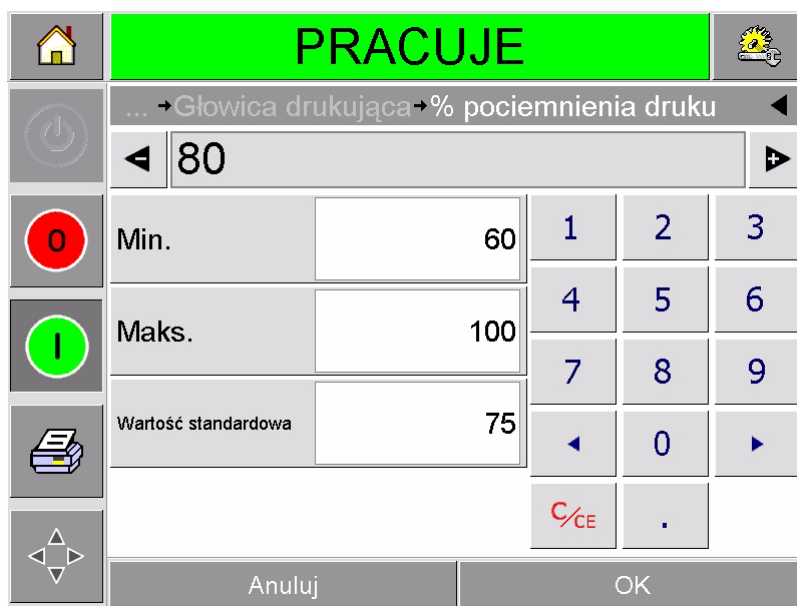 PRACUJE
... →Głowica drukująca→% pociemnienia druku
80
0
I
Min. 60
Maks. 100
Wartość standardowa 75
1 2 3
4 5 6
7 8 9
0
C/CE .
Anuluj OK